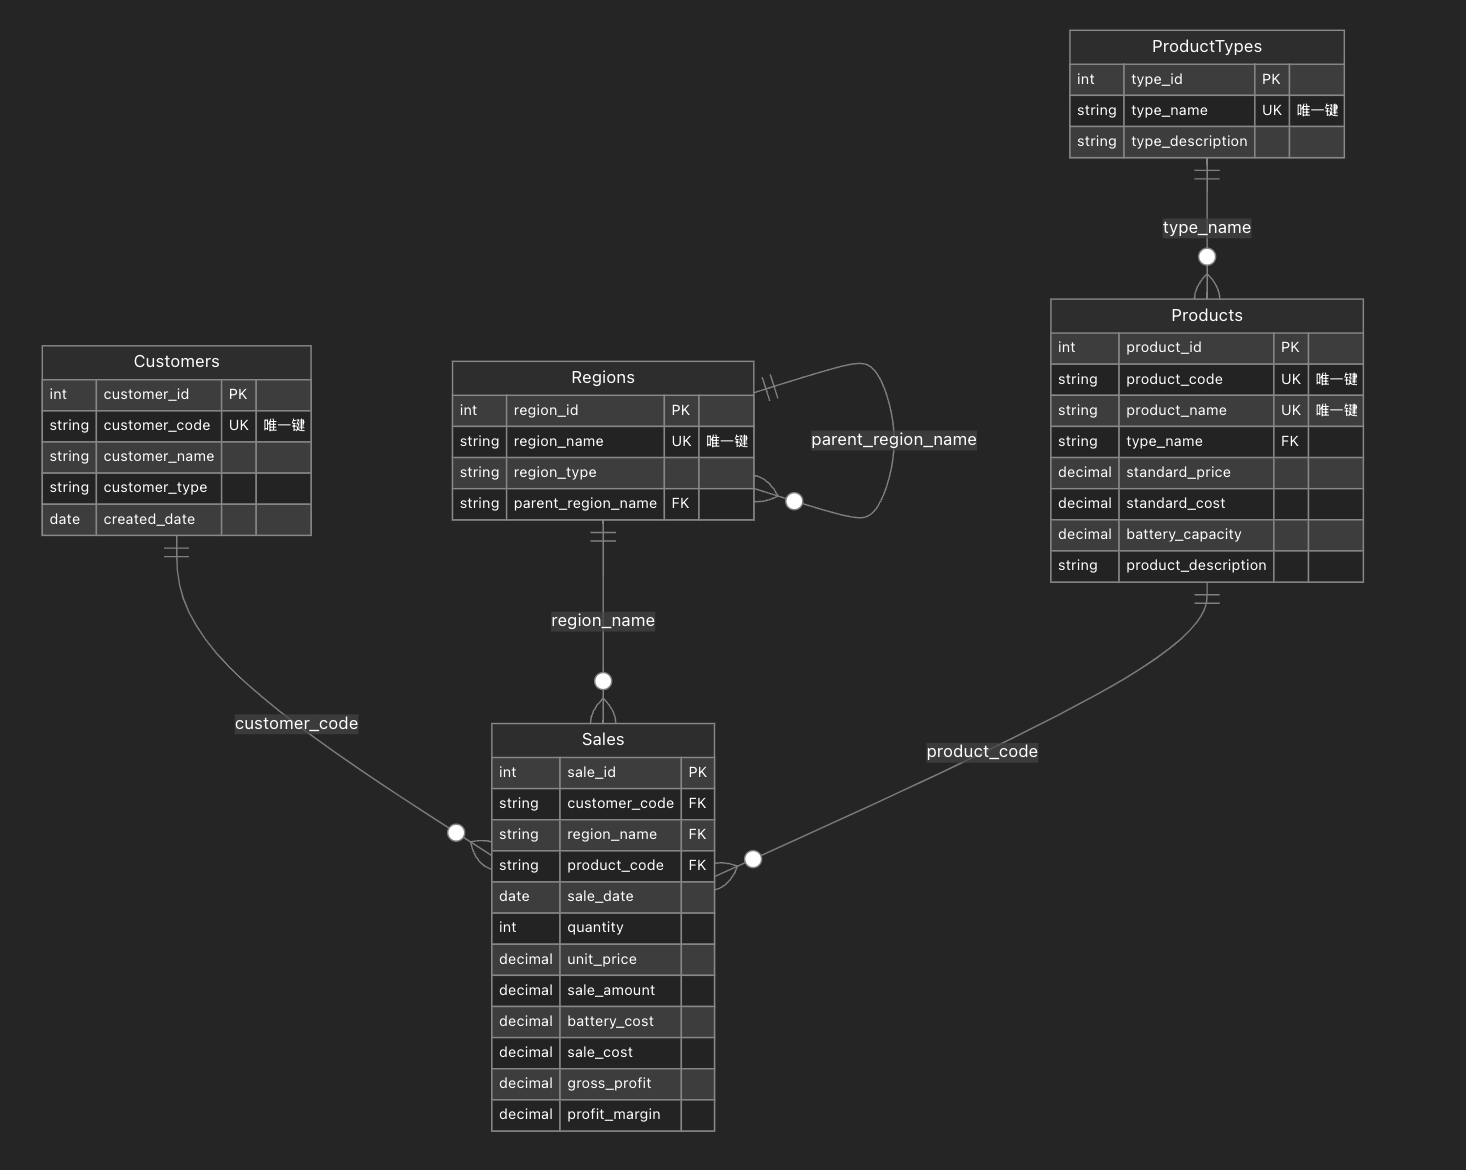 ProductTypes
int type_id PK
string type_name UK 唯一键
string type_description
type_name
Products
int product_id PK
string product_code UK 唯一键
string product_name UK 唯一键
string type_name FK
decimal standard_price
decimal standard_cost
decimal battery_capacity
string product_description
Customers
int customer_id PK
string customer_code UK 唯一键
string customer_name
string customer_type
date created_date
Regions
int region_id PK
string region_name UK 唯一键
string region_type
string parent_region_name FK
parent_region_name
region_name
customer_code
product_code
Sales
int sale_id PK
string customer_code FK
string region_name FK
string product_code FK
date sale_date
int quantity
decimal unit_price
decimal sale_amount
decimal battery_cost
decimal sale_cost
decimal gross_profit
decimal profit_margin